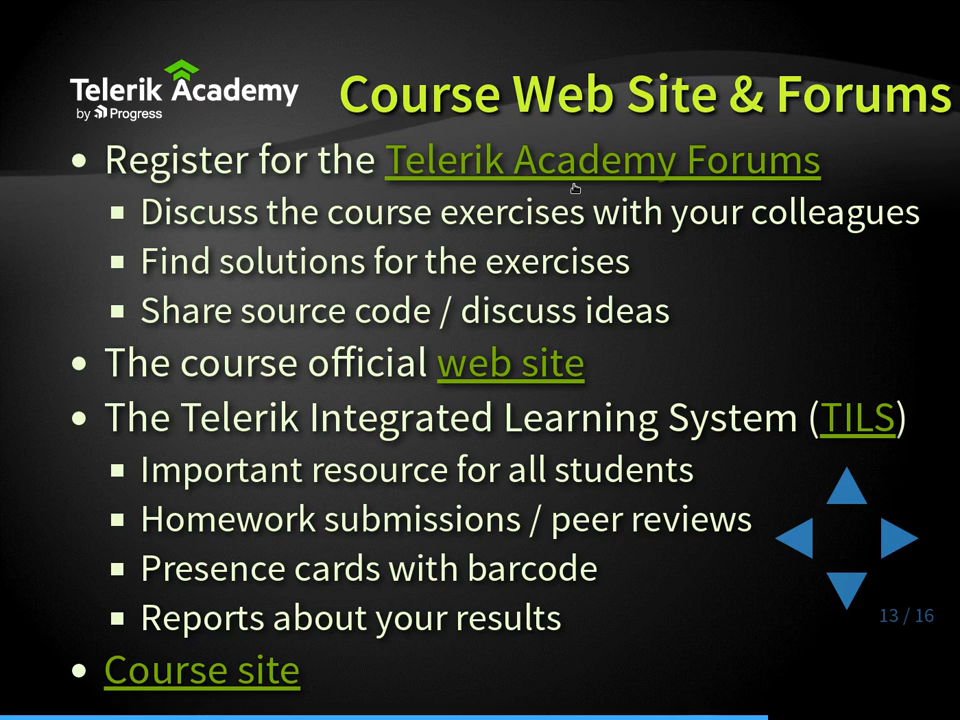 Telerik Academy
by Progress
Course Web Site & Forums
• Register for the Telerik Academy Forums
▪ Discuss the course exercises with your colleagues
▪ Find solutions for the exercises
▪ Share source code / discuss ideas
• The course official web site
• The Telerik Integrated Learning System (TILS)
▪ Important resource for all students
▪ Homework submissions / peer reviews
▪ Presence cards with barcode
▪ Reports about your results
13 / 16
• Course site